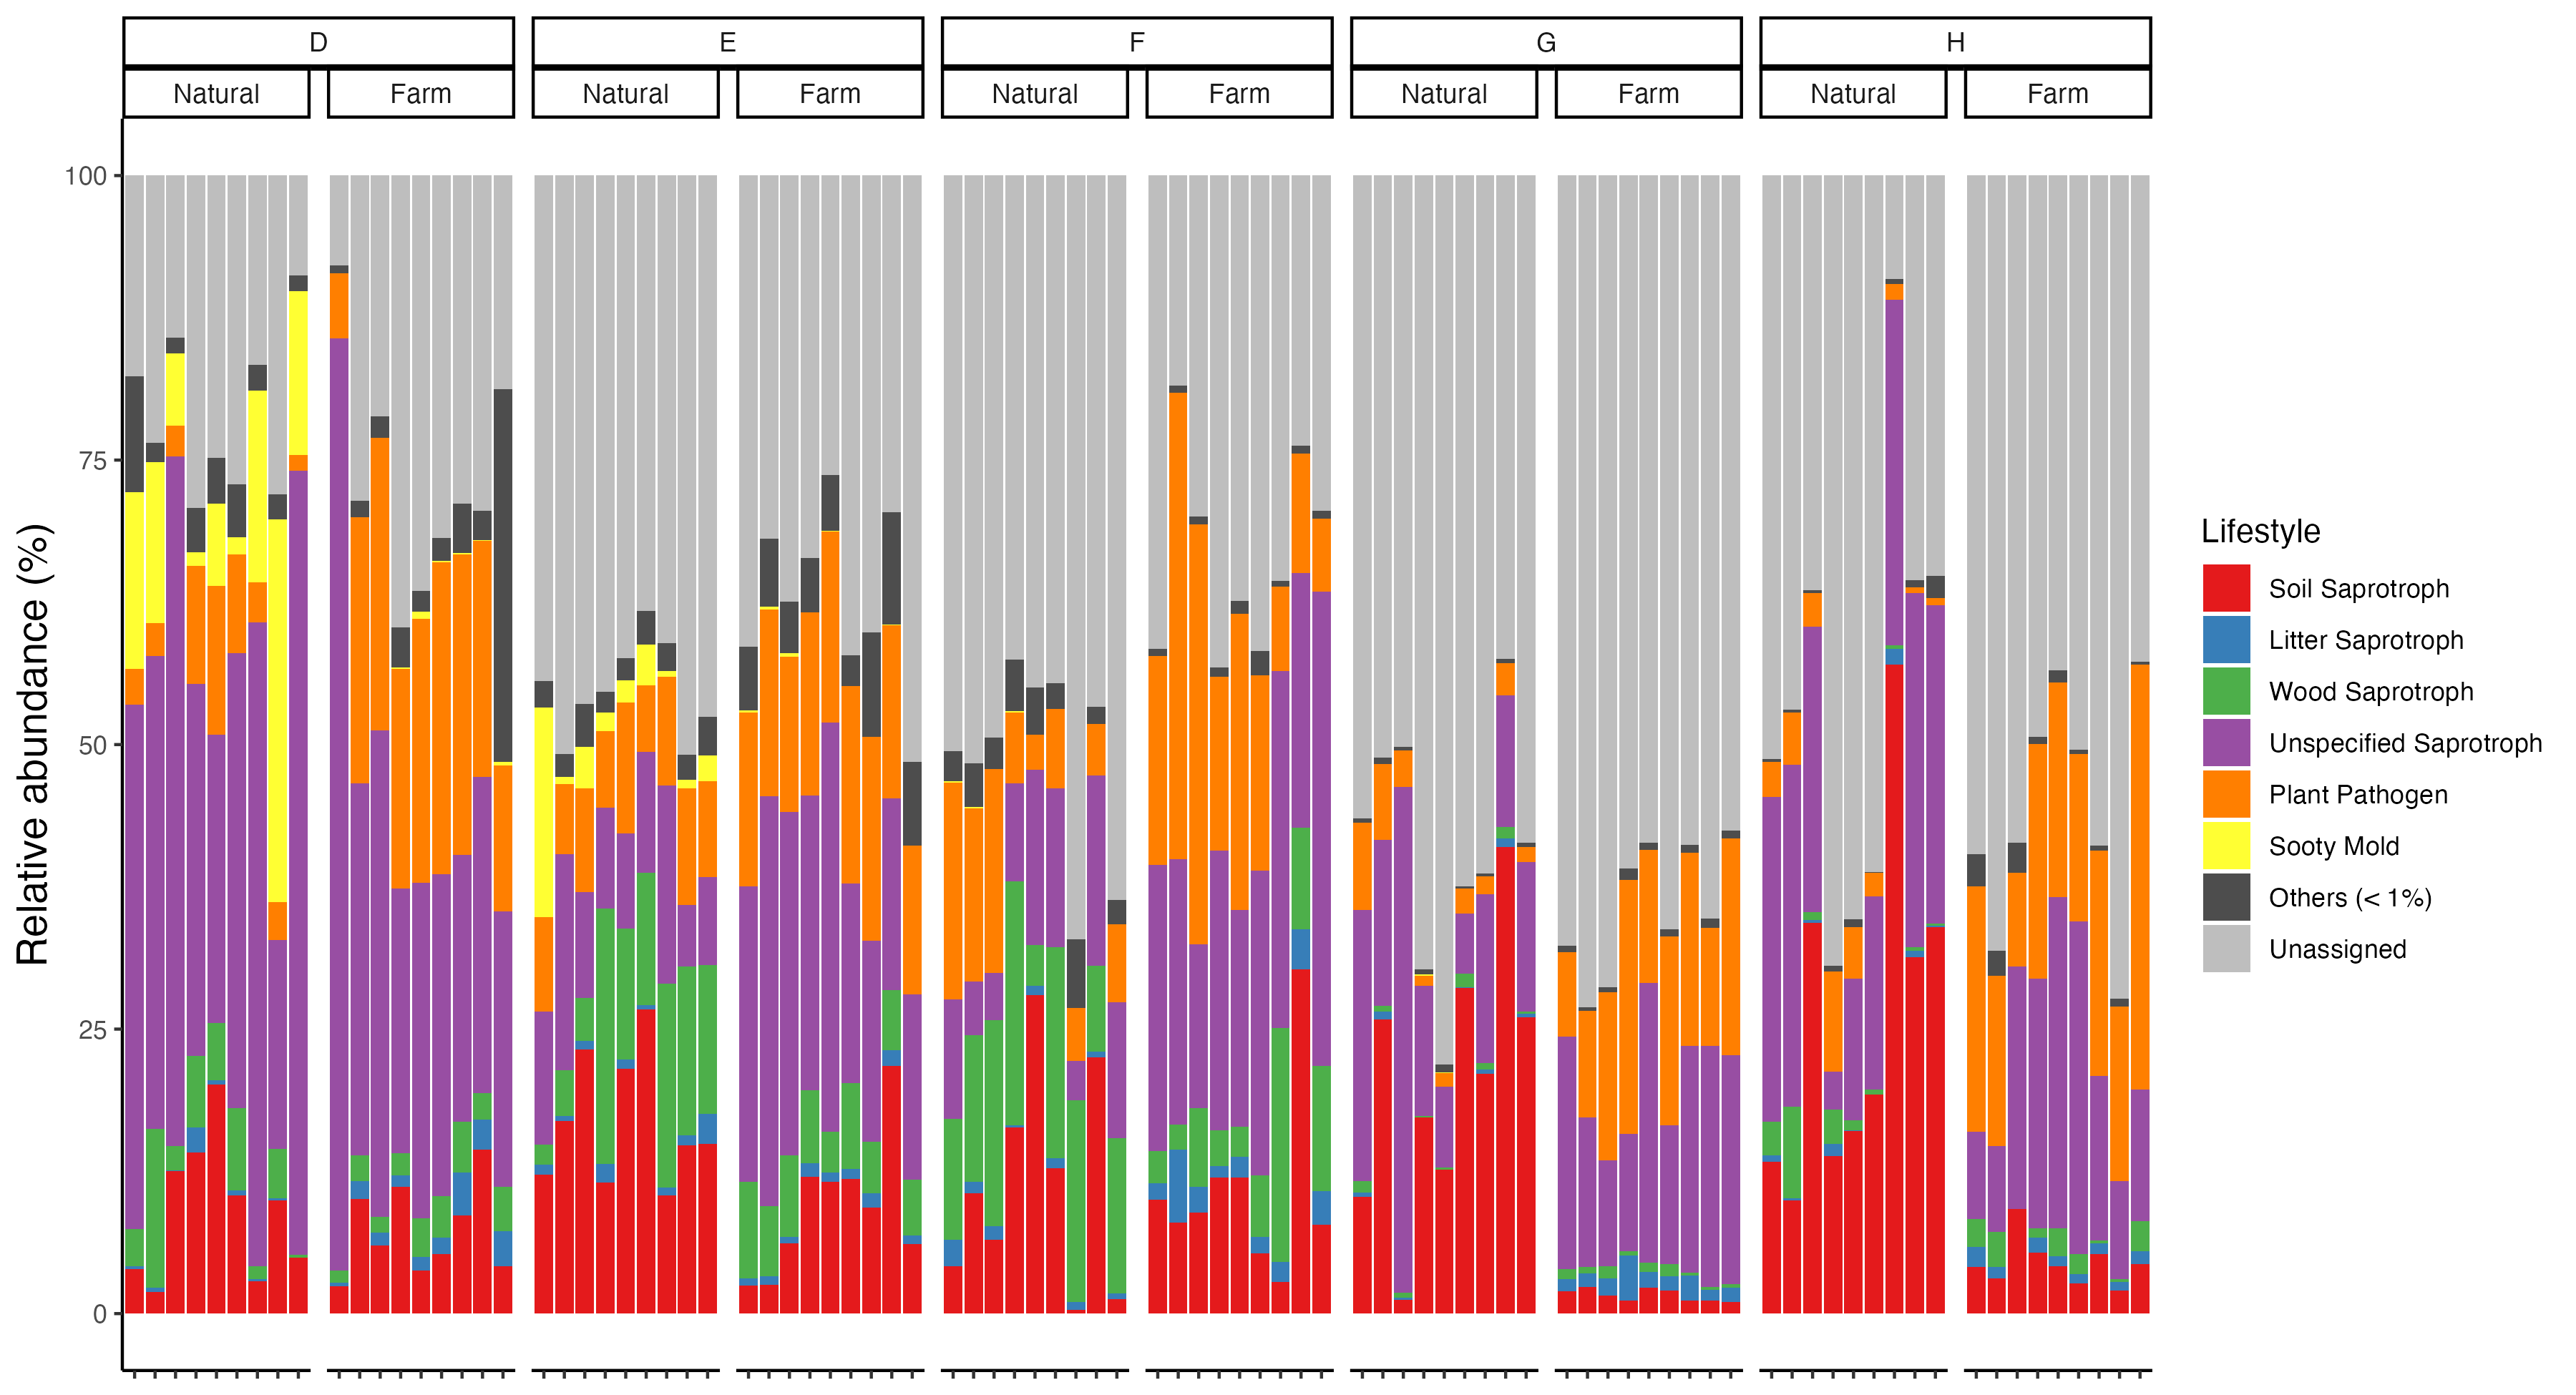 D E F G H
Natural Farm Natural Farm Natural Farm Natural Farm Natural Farm
100
75
50
25
0
Relative abundance (%)
Lifestyle
Soil Saprotroph
Litter Saprotroph
Wood Saprotroph
Unspecified Saprotroph
Plant Pathogen
Sooty Mold
Others (< 1%)
Unassigned